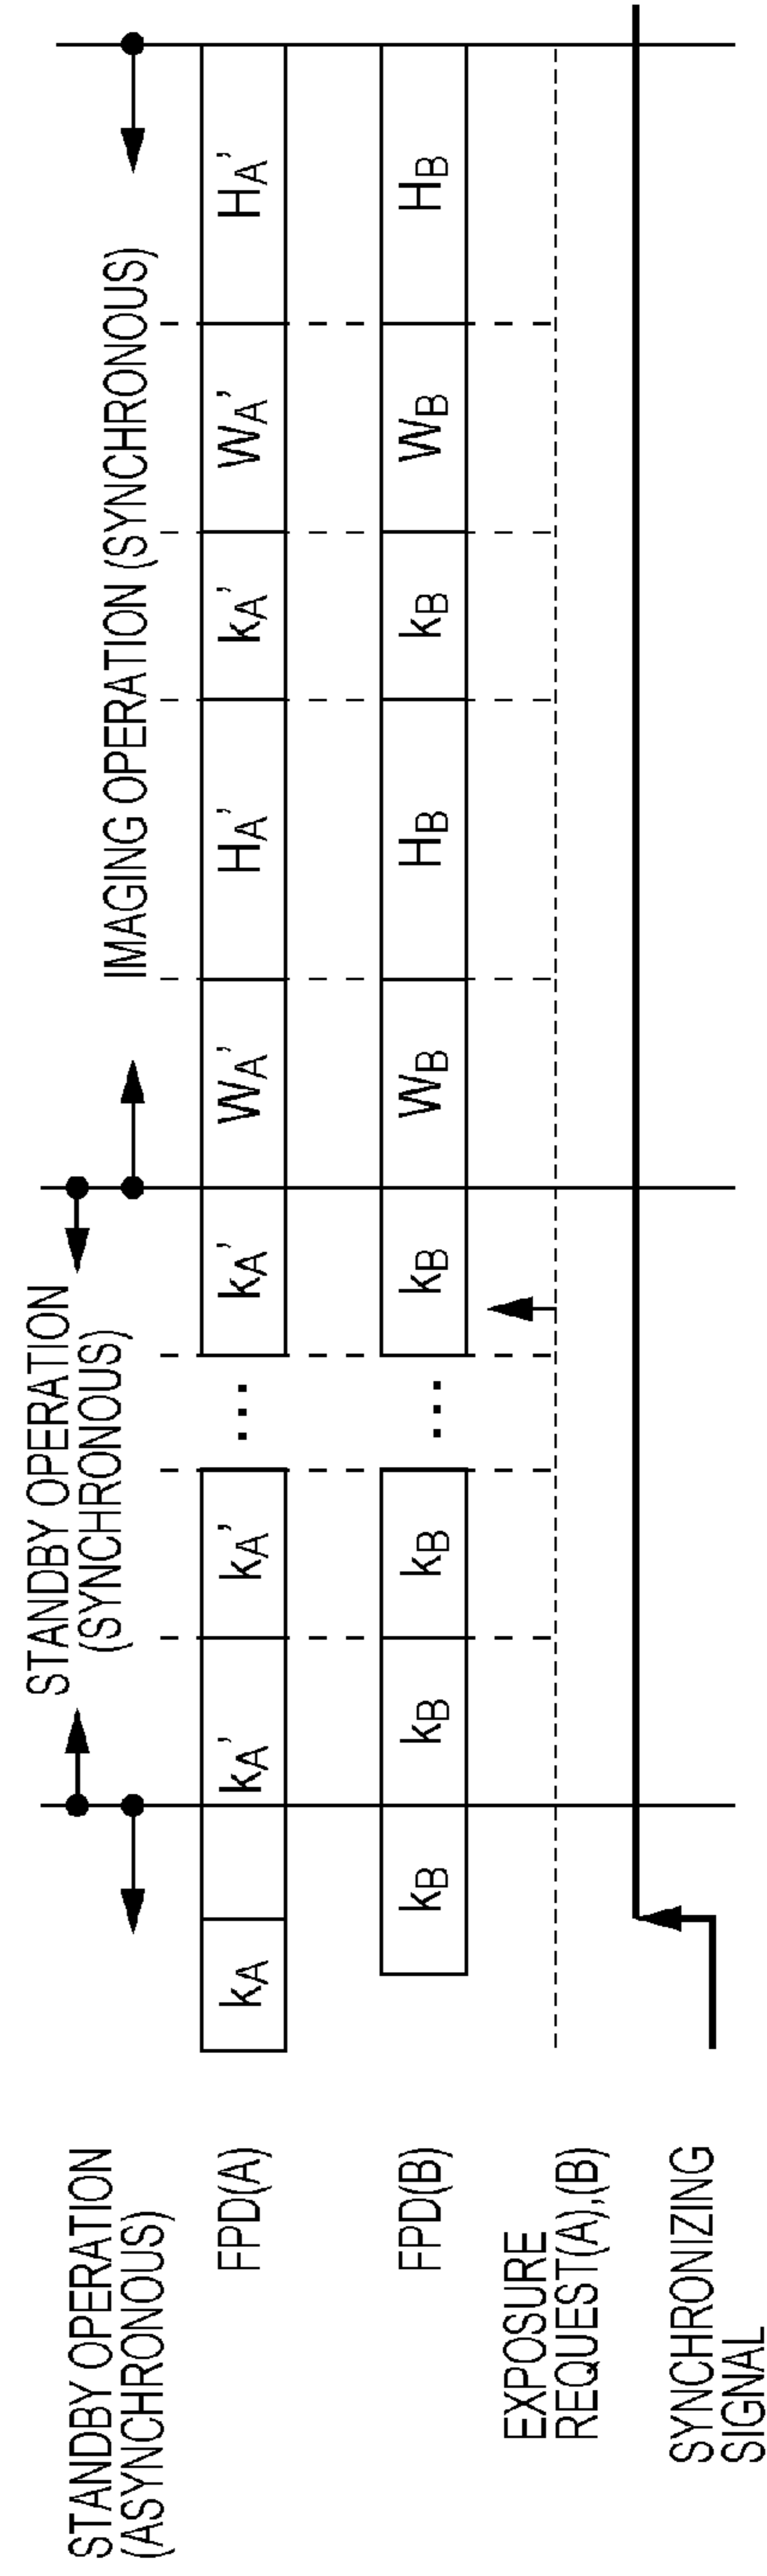 STANDBY OPERATION
(ASYNCHRONOUS)
STANDBY OPERATION
(SYNCHRONOUS)
IMAGING OPERATION (SYNCHRONOUS)
FPD(A)
kA kA' kA' ... kA' WA' HA' kA' WA' HA'
FPD(B)
kB kB kB ... kB WB HB kB WB HB
EXPOSURE
REQUEST(A),(B)
SYNCHRONIZING
SIGNAL